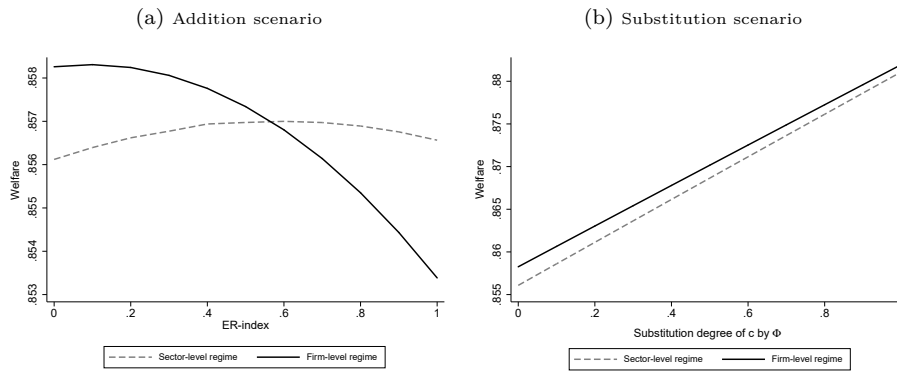 (a) Addition scenario
Welfare
.853 .854 .855 .856 .857 .858
0 .2 .4 .6 .8 1
ER-index
Sector-level regime Firm-level regime
(b) Substitution scenario
Welfare
.855 .86 .865 .87 .875 .88
0 .2 .4 .6 .8
Substitution degree of c by Φ
Sector-level regime Firm-level regime